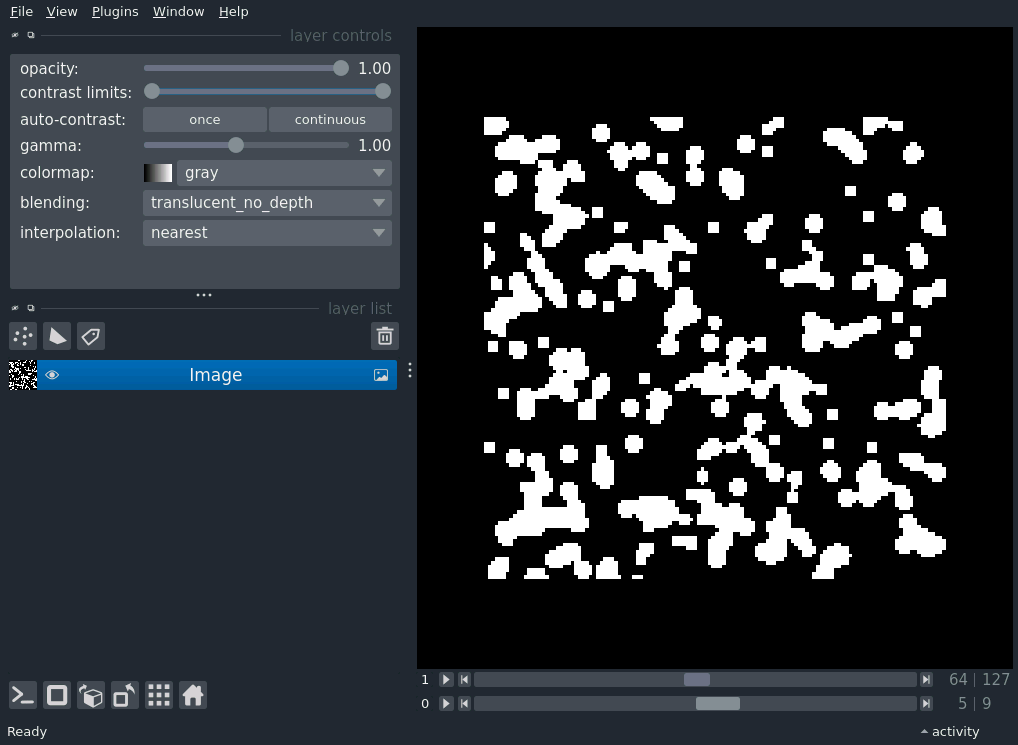 File View Plugins Window Help
layer controls
opacity: 1.00
contrast limits:
auto-contrast: once continuous
gamma: 1.00
colormap: gray
blending: translucent_no_depth
interpolation: nearest
layer list
Image
1 64 | 127
0 5 | 9
Ready activity